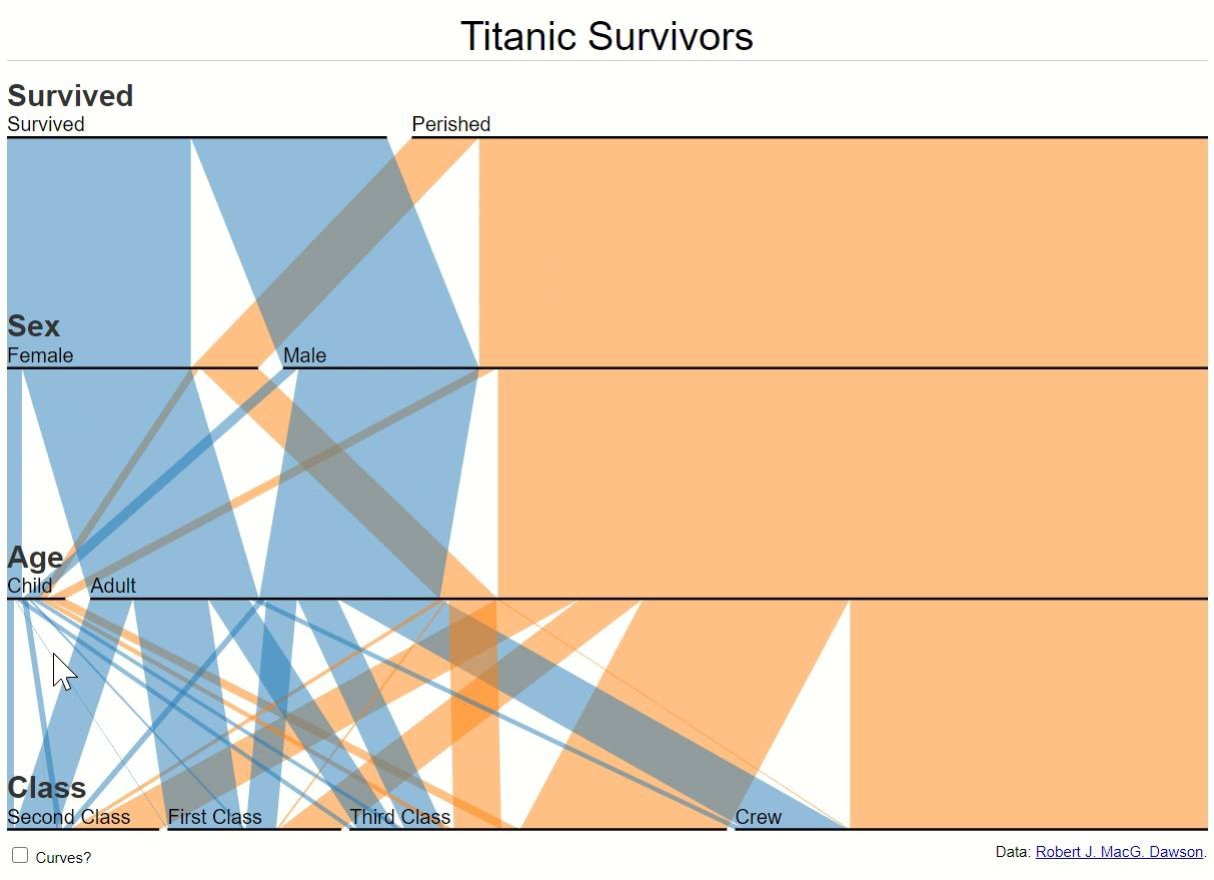 Titanic Survivors
Survived
Survived Perished
Sex
Female Male
Age
Child Adult
Class
Second Class First Class Third Class Crew
Curves? Data: Robert J. MacG. Dawson.